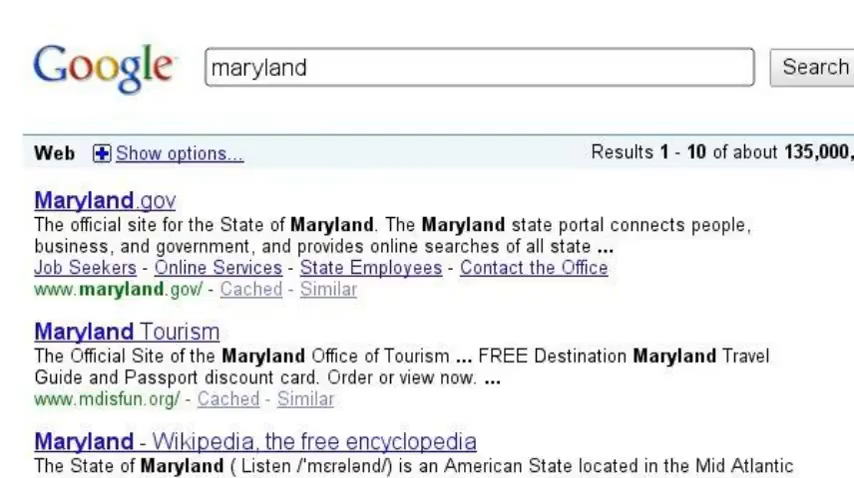 Google maryland Search
Web Show options... Results 1 - 10 of about 135,000,
Maryland.gov
The official site for the State of Maryland. The Maryland state portal connects people,
business, and government, and provides online searches of all state ...
Job Seekers - Online Services - State Employees - Contact the Office
www.maryland.gov/ - Cached - Similar
Maryland Tourism
The Official Site of the Maryland Office of Tourism ... FREE Destination Maryland Travel
Guide and Passport discount card. Order or view now. ...
www.mdisfun.org/ - Cached - Similar
Maryland - Wikipedia, the free encyclopedia
The State of Maryland ( Listen /'mɛrələnd/) is an American State located in the Mid Atlantic